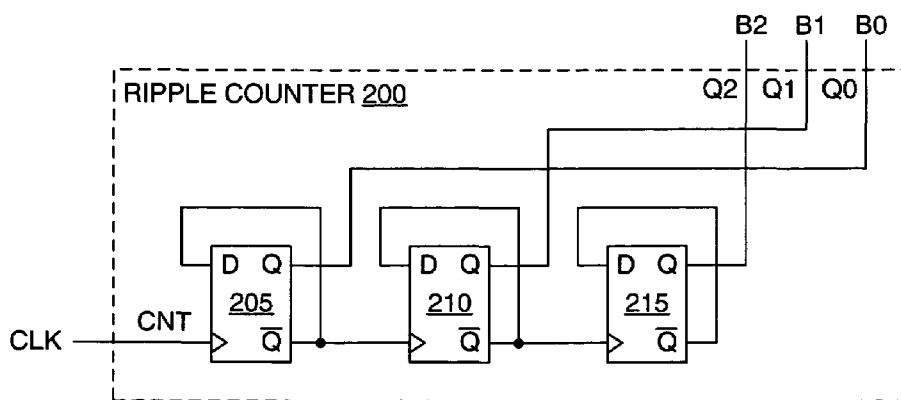 B2 B1 B0
RIPPLE COUNTER 200
Q2 Q1 Q0
D Q
205
Q̅
D Q
210
Q̅
D Q
215
Q̅
CNT
CLK